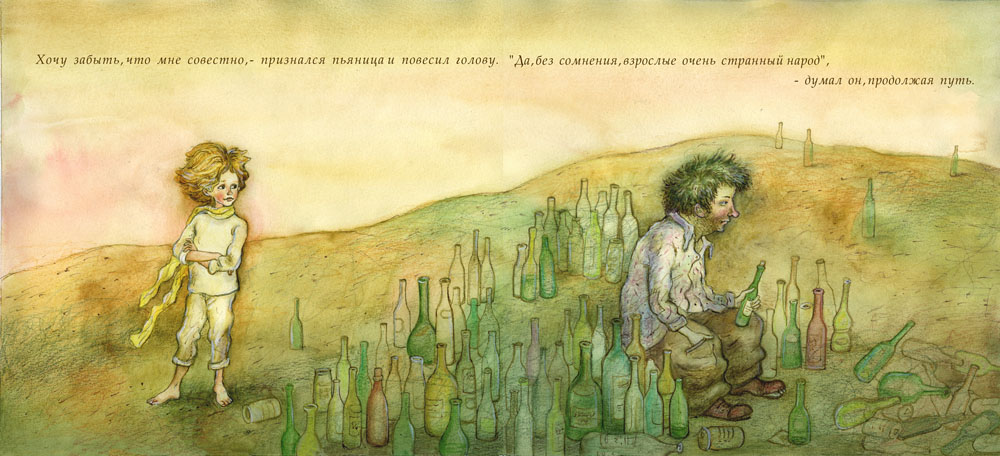 Хочу забыть, что мне совестно,- признался пьяница и повесил голову. "Да, без сомнения, взрослые очень странный народ",
- думал он, продолжая путь.